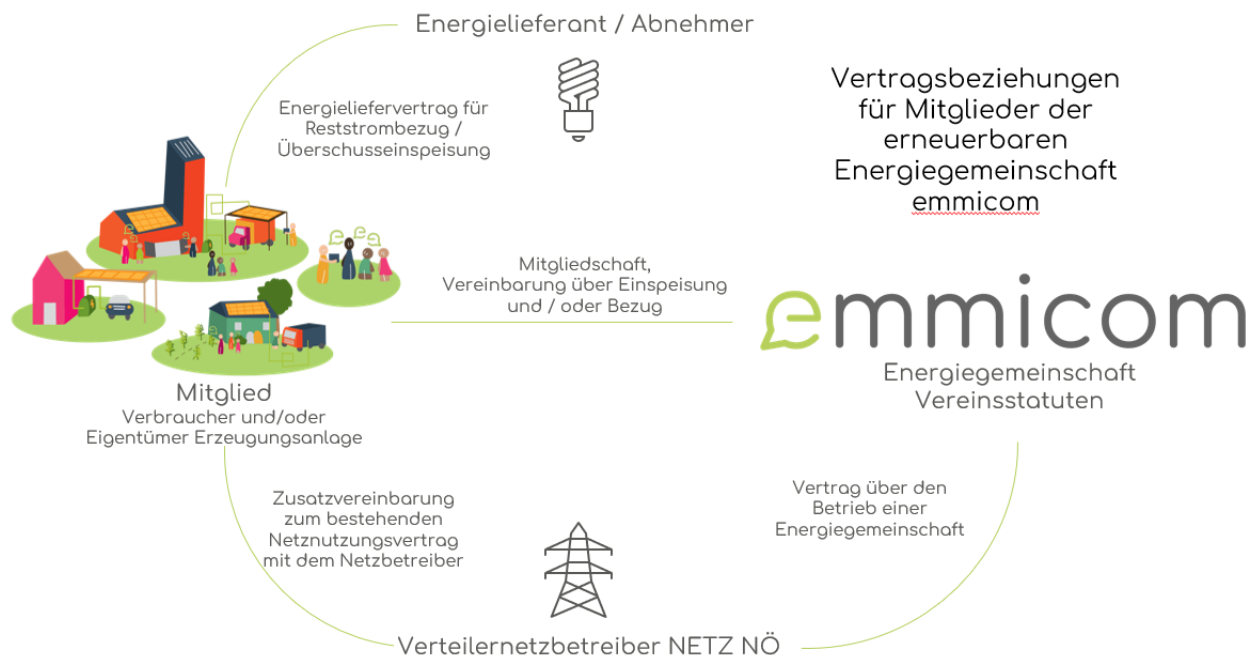 Energielieferant / Abnehmer
Vertragsbeziehungen
für Mitglieder der
erneuerbaren
Energiegemeinschaft
emmicom
Energieliefervertrag für
Reststrombezug /
Überschusseinspeisung
Mitgliedschaft,
Vereinbarung über Einspeisung
und / oder Bezug
emmicom
Energiegemeinschaft
Vereinsstatuten
Mitglied
Verbraucher und/oder
Eigentümer Erzeugungsanlage
Zusatzvereinbarung
zum bestehenden
Netznutzungsvertrag
mit dem Netzbetreiber
Vertrag über den
Betrieb einer
Energiegemeinschaft
Verteilernetzbetreiber NETZ NÖ